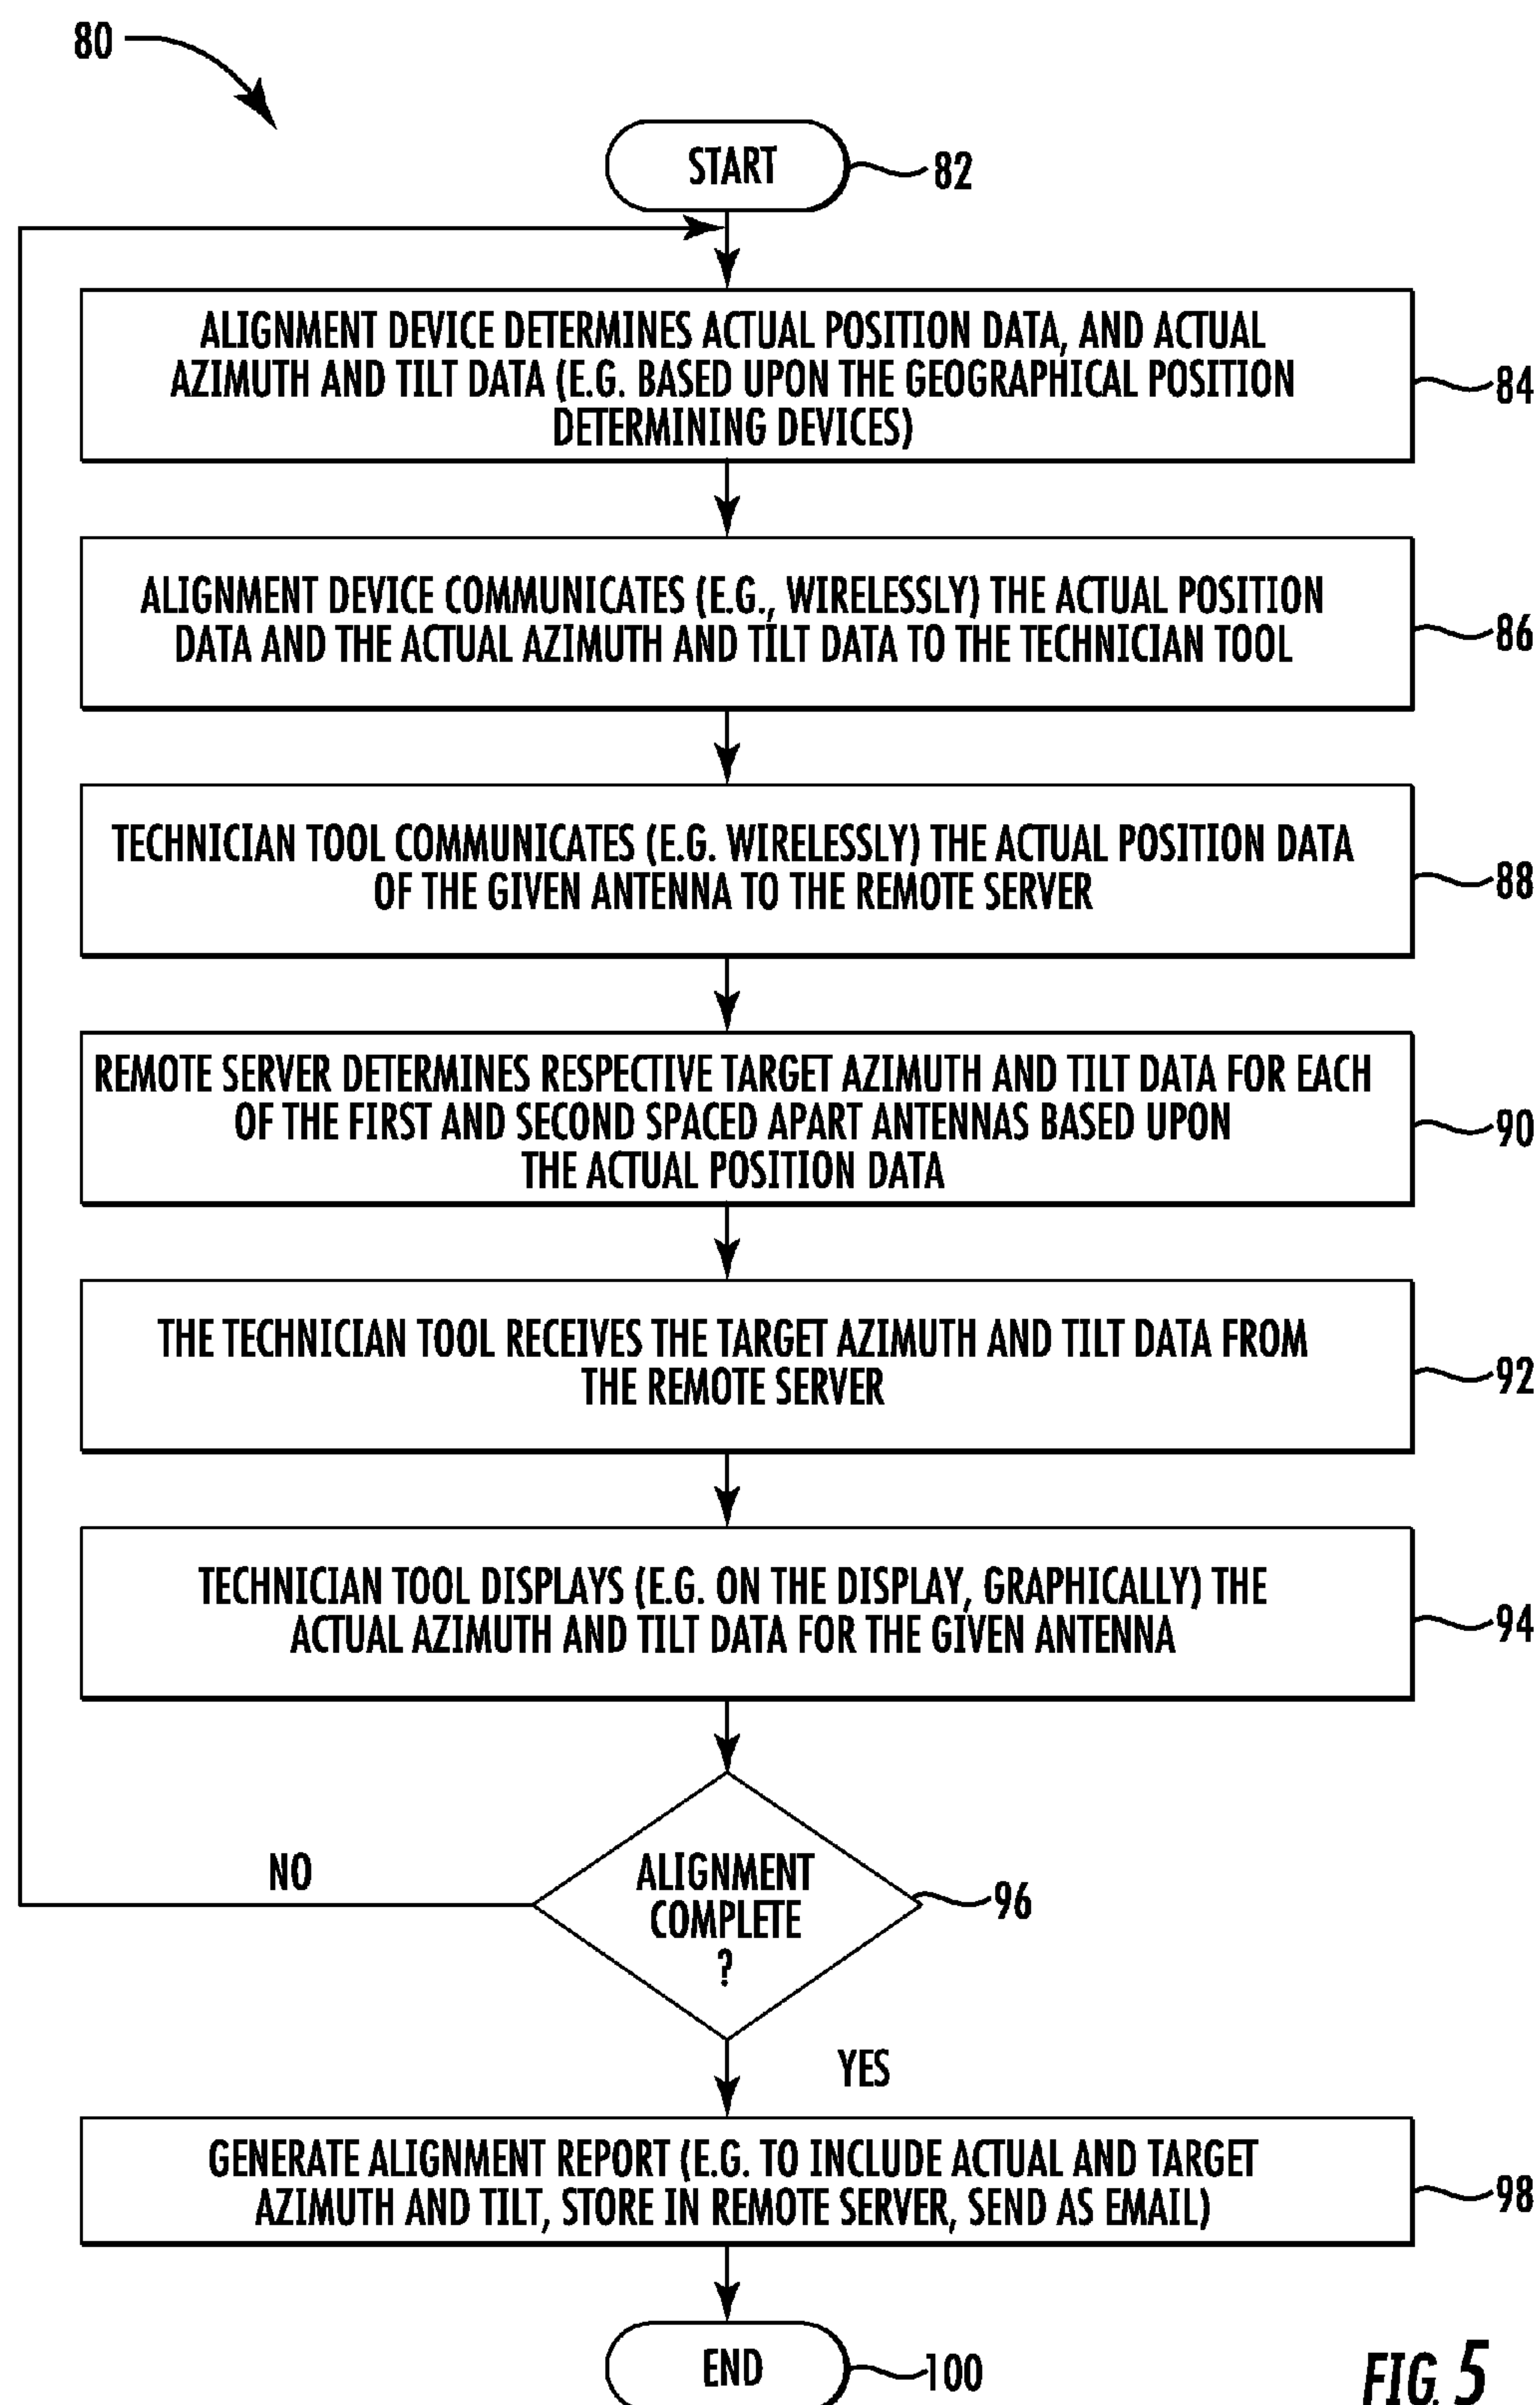 80
START
82
ALIGNMENT DEVICE DETERMINES ACTUAL POSITION DATA, AND ACTUAL
AZIMUTH AND TILT DATA (E.G. BASED UPON THE GEOGRAPHICAL POSITION
DETERMINING DEVICES)
84
ALIGNMENT DEVICE COMMUNICATES (E.G., WIRELESSLY) THE ACTUAL POSITION
DATA AND THE ACTUAL AZIMUTH AND TILT DATA TO THE TECHNICIAN TOOL
86
TECHNICIAN TOOL COMMUNICATES (E.G. WIRELESSLY) THE ACTUAL POSITION DATA
OF THE GIVEN ANTENNA TO THE REMOTE SERVER
88
REMOTE SERVER DETERMINES RESPECTIVE TARGET AZIMUTH AND TILT DATA FOR EACH
OF THE FIRST AND SECOND SPACED APART ANTENNAS BASED UPON
THE ACTUAL POSITION DATA
90
THE TECHNICIAN TOOL RECEIVES THE TARGET AZIMUTH AND TILT DATA FROM
THE REMOTE SERVER
92
TECHNICIAN TOOL DISPLAYS (E.G. ON THE DISPLAY, GRAPHICALLY) THE
ACTUAL AZIMUTH AND TILT DATA FOR THE GIVEN ANTENNA
94
NO
ALIGNMENT
COMPLETE
?
96
YES
GENERATE ALIGNMENT REPORT (E.G. TO INCLUDE ACTUAL AND TARGET
AZIMUTH AND TILT, STORE IN REMOTE SERVER, SEND AS EMAIL)
98
END
100
FIG. 5